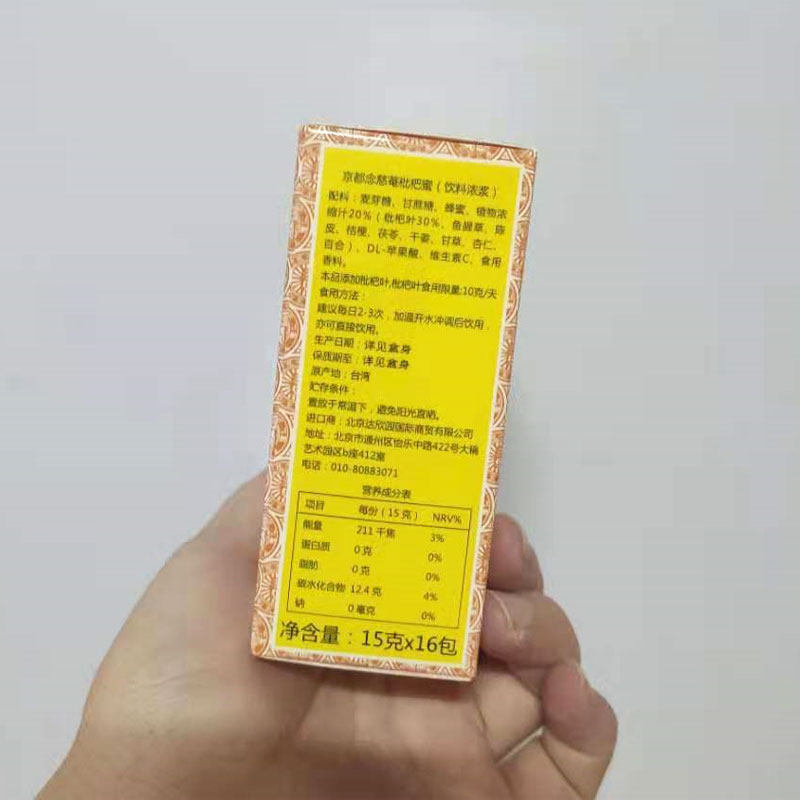 京都念慈菴枇杷蜜（饮料浓浆）
配料：麦芽糖、甘蔗糖、蜂蜜、植物浓
缩汁20%（枇杷叶30%、鱼腥草、陈
皮、桔梗、茯苓、干姜、甘草、杏仁、
百合）、DL-苹果酸、维生素C、食用
香料。
本品添加枇杷叶,枇杷叶食用限量:10克/天
食用方法：
建议每日2-3次，加温开水冲调后饮用，
亦可直接饮用。
生产日期：详见盒身
保质期至：详见盒身
原产地：台湾
贮存条件：
置放于常温下，避免阳光直晒。
进口商：北京达欣园国际商贸有限公司
地址：北京市通州区怡乐中路422号大稿
艺术园区b座412室
电话：010-80883071
营养成分表
项目 每份（15克） NRV%
能量 211千焦 3%
蛋白质 0克 0%
脂肪 0克 0%
碳水化合物 12.4克 4%
钠 0毫克 0%
净含量：15克x16包